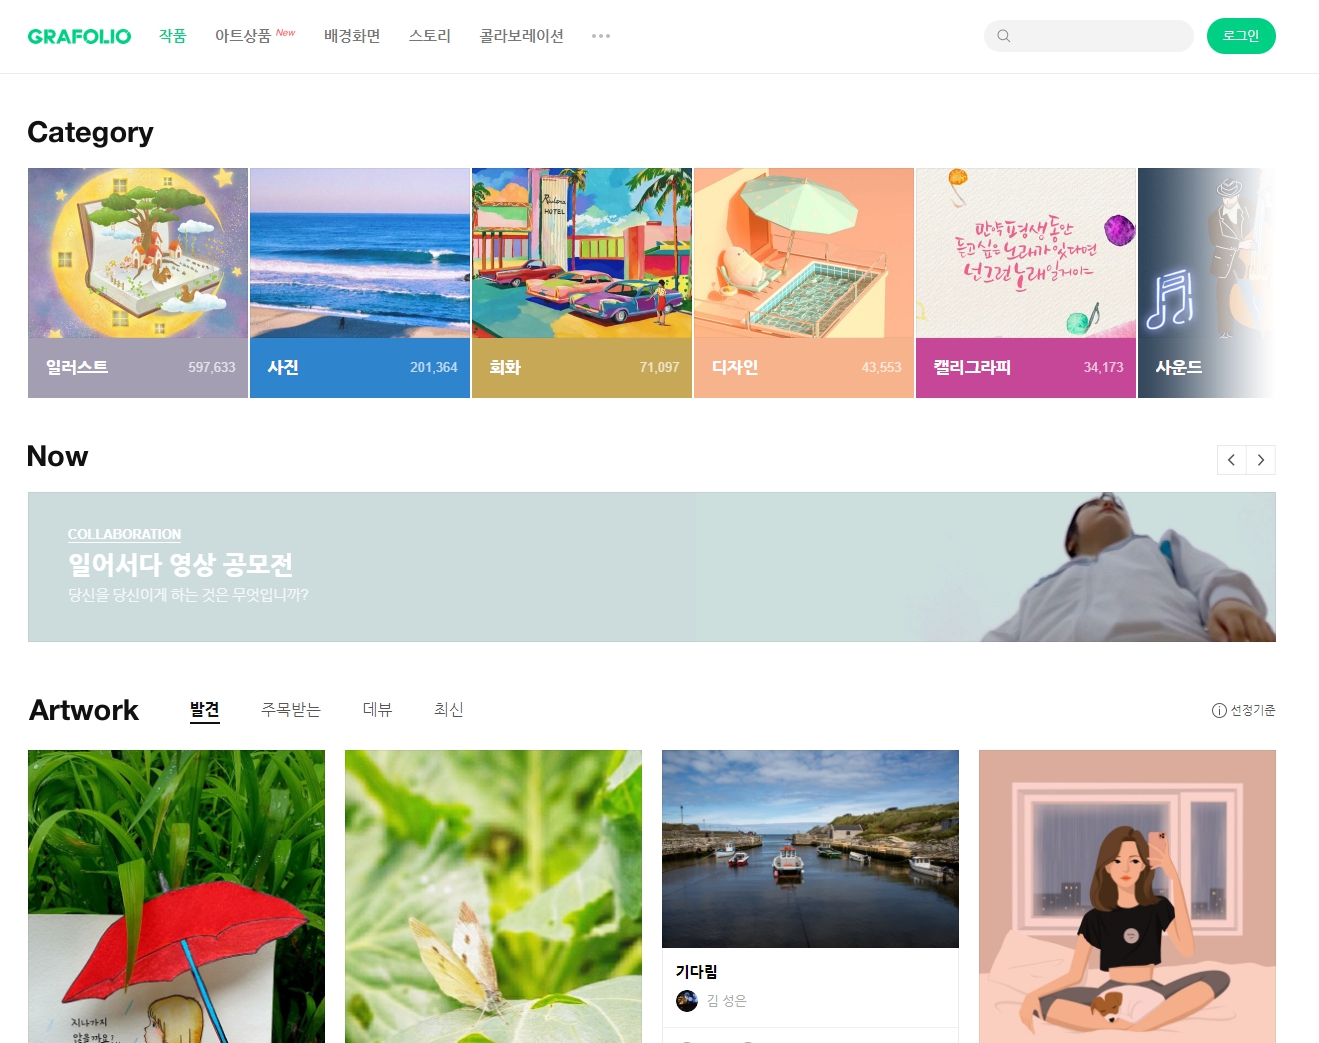 GRAFOLIO 작품 아트상품 New 배경화면 스토리 콜라보레이션 로그인
Category
Riviera
HOTEL
만약 평생 동안
듣고 싶은 노래가 있다면
넌 그런 노래일거야
일러스트 597,633
사진 201,364
회화 71,097
디자인 43,553
캘리그라피 34,173
사운드
Now
COLLABORATION
일어서다 영상 공모전
당신을 당신이게 하는 것은 무엇입니까?
Artwork 발견 주목받는 데뷰 최신 선정기준
기다림
김 성은
지나가지
않을까요!..